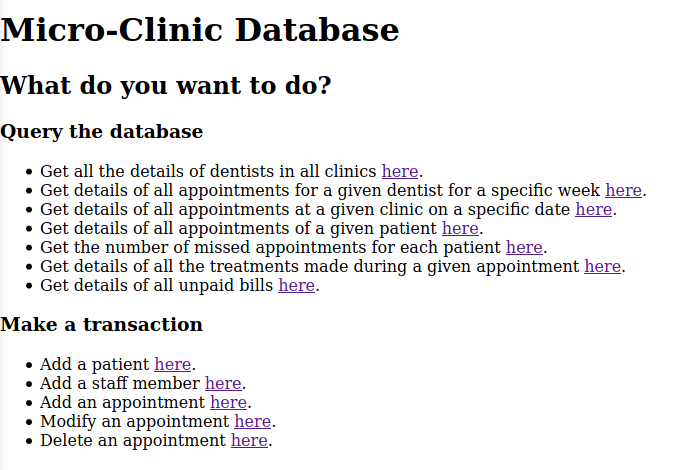 Micro-Clinic Database
What do you want to do?
Query the database
• Get all the details of dentists in all clinics here.
• Get details of all appointments for a given dentist for a specific week here.
• Get details of all appointments at a given clinic on a specific date here.
• Get details of all appointments of a given patient here.
• Get the number of missed appointments for each patient here.
• Get details of all the treatments made during a given appointment here.
• Get details of all unpaid bills here.
Make a transaction
• Add a patient here.
• Add a staff member here.
• Add an appointment here.
• Modify an appointment here.
• Delete an appointment here.